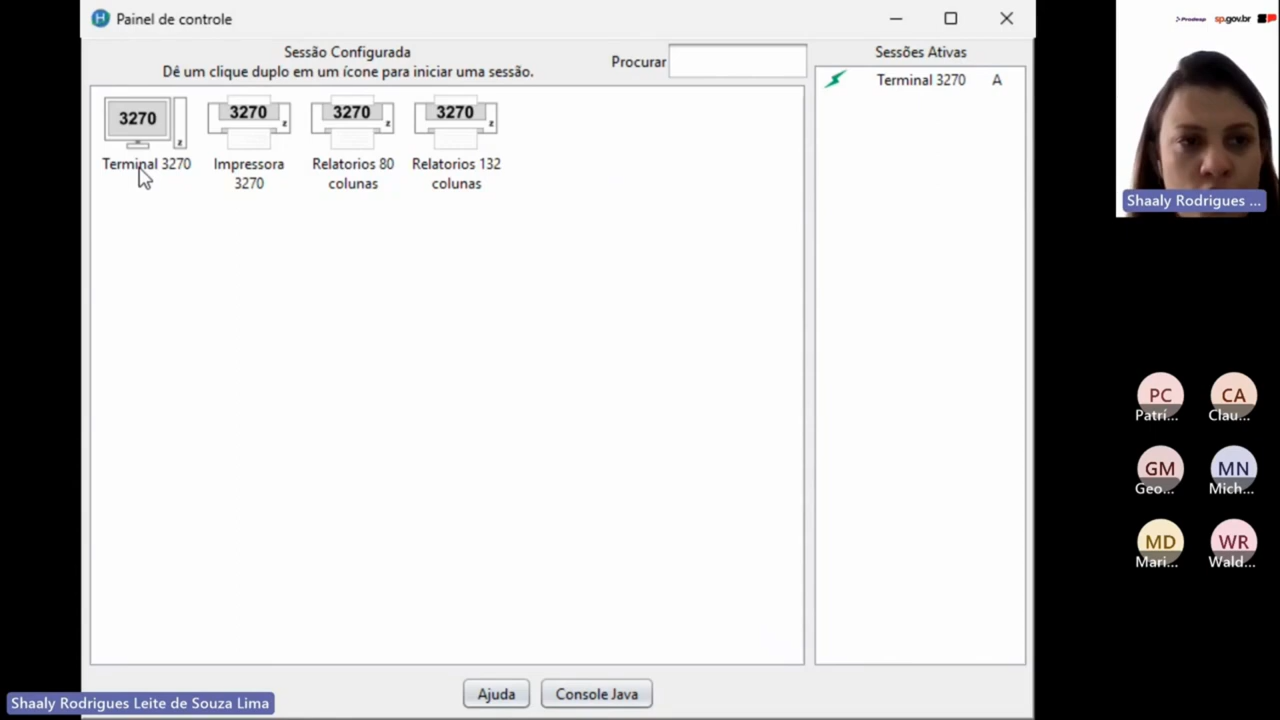 Painel de controle
Sessão Configurada
Dê um clique duplo em um ícone para iniciar uma sessão.
Procurar
Sessões Ativas
Terminal 3270 A
3270
z
Terminal 3270
3270
z
Impressora
3270
3270
z
Relatorios 80
colunas
3270
z
Relatorios 132
colunas
Ajuda
Console Java
Prodesp
sp.gov.br
Shaaly Rodrigues ...
PC
Patrí...
CA
Clau...
GM
Geo...
MN
Mich...
MD
Mari...
WR
Wald...
Shaaly Rodrigues Leite de Souza Lima